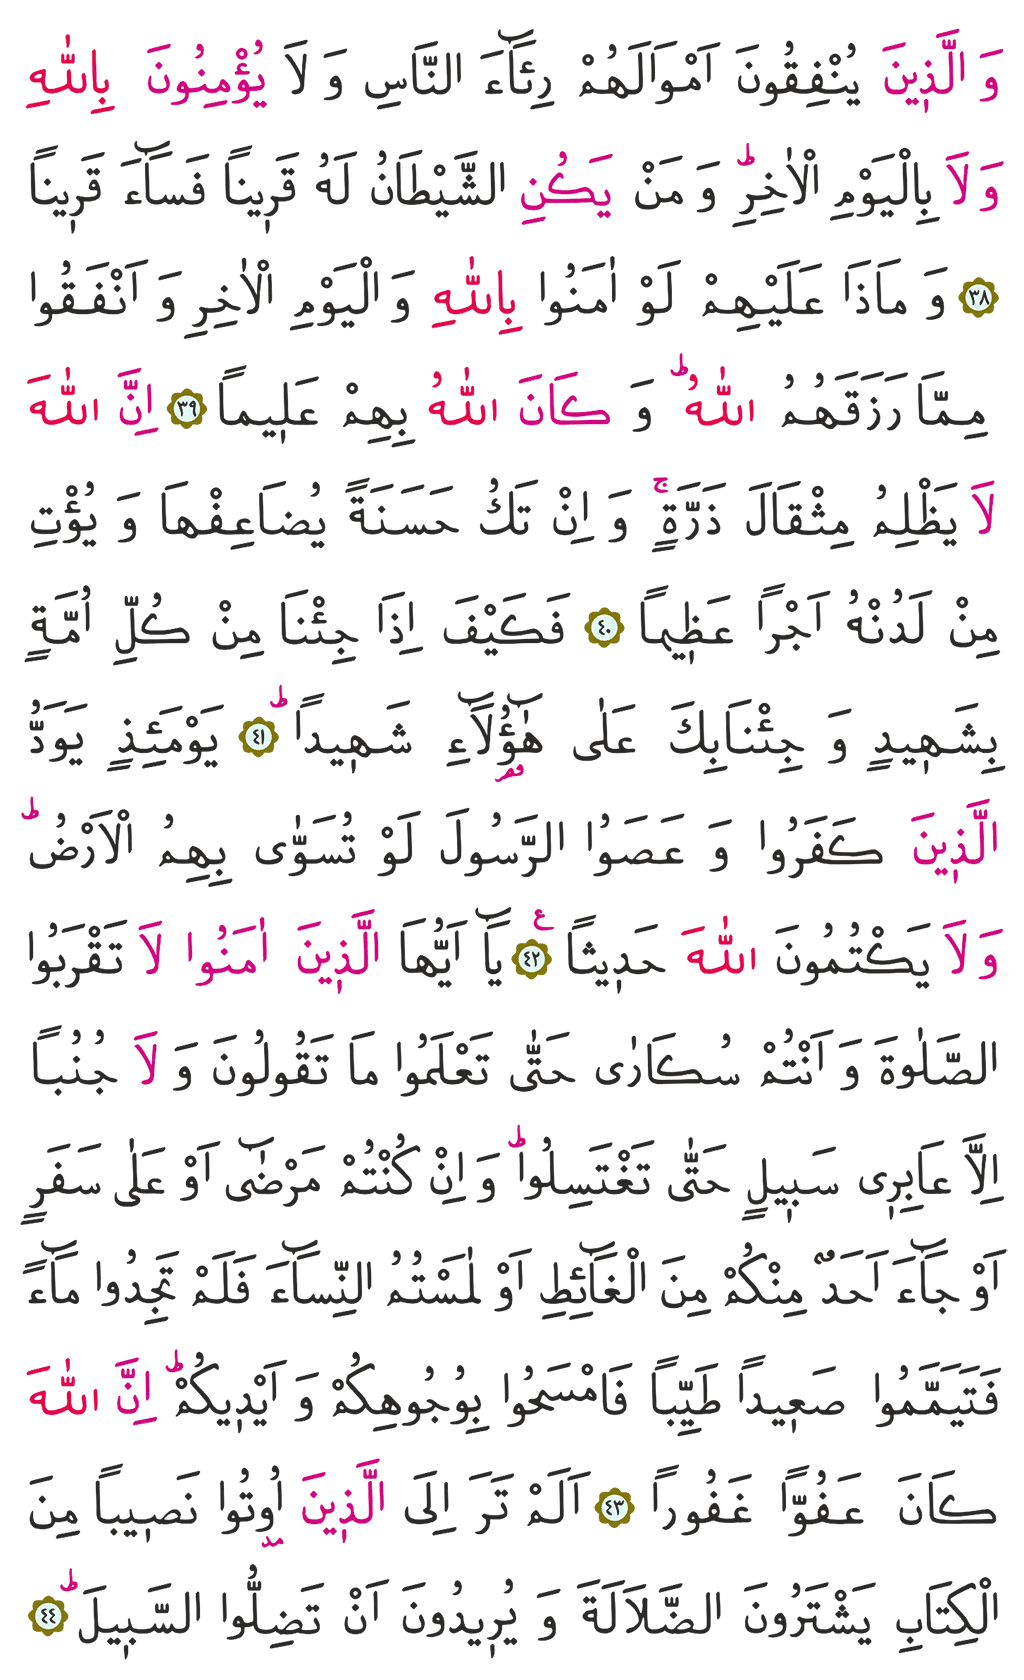 وَ الَّذ۪ينَ يُنْفِقُونَ اَمْوَالَهُمْ رِئَٓاءَ النَّاسِ وَ لَا يُؤْمِنُونَ بِاللّٰهِ
وَ لَا بِالْيَوْمِ الْاٰخِرِؕ وَ مَنْ يَكُنِ الشَّيْطَانُ لَهُ قَر۪يناً فَسَٓاءَ قَر۪يناً
﴿٣٨﴾ وَ مَاذَا عَلَيْهِمْ لَوْ اٰمَنُوا بِاللّٰهِ وَ الْيَوْمِ الْاٰخِرِ وَ اَنْفَقُوا
مِمَّا رَزَقَهُمُ اللّٰهُؕ وَ كَانَ اللّٰهُ بِهِمْ عَل۪يماً ﴿٣٩﴾ اِنَّ اللّٰهَ
لَا يَظْلِمُ مِثْقَالَ ذَرَّةٍۚ وَ اِنْ تَكُ حَسَنَةً يُضَاعِفْهَا وَ يُؤْتِ
مِنْ لَدُنْهُ اَجْراً عَظ۪يماً ﴿٤٠﴾ فَكَيْفَ اِذَا جِئْنَا مِنْ كُلِّ اُمَّةٍ
بِشَه۪يدٍ وَ جِئْنَابِكَ عَلٰى هٰٓؤُ۬لَٓاءِ شَه۪يداًؕ ﴿٤١﴾ يَوْمَئِذٍ يَوَدُّ
الَّذ۪ينَ كَفَرُوا وَ عَصَوُا الرَّسُولَ لَوْ تُسَوّٰى بِهِمُ الْاَرْضُؕ
وَ لَا يَكْتُمُونَ اللّٰهَ حَد۪يثاً ﴿٤٢﴾ع يَٓا اَيُّهَا الَّذ۪ينَ اٰمَنُوا لَا تَقْرَبُوا
الصَّلٰوةَ وَ اَنْتُمْ سُكَارٰى حَتّٰى تَعْلَمُوا مَا تَقُولُونَ وَ لَا جُنُباً
اِلَّا عَابِر۪ى سَب۪يلٍ حَتّٰى تَغْتَسِلُواؕ وَ اِنْ كُنْتُمْ مَرْضٰٓى اَوْ عَلٰى سَفَرٍ
اَوْ جَٓاءَ اَحَدٌ مِنْكُمْ مِنَ الْغَٓائِطِ اَوْ لٰمَسْتُمُ النِّسَٓاءَ فَلَمْ تَجِدُوا مَٓاءً
فَتَيَمَّمُوا صَع۪يداً طَيِّباً فَامْسَحُوا بِوُجُوهِكُمْ وَ اَيْد۪يكُمْؕ اِنَّ اللّٰهَ
كَانَ عَفُوّاً غَفُوراً ﴿٤٣﴾ اَلَمْ تَرَ اِلَى الَّذ۪ينَ اُو۫تُوا نَص۪يباً مِنَ
الْكِتَابِ يَشْتَرُونَ الضَّلَالَةَ وَ يُر۪يدُونَ اَنْ تَضِلُّوا السَّب۪يلَؕ ﴿٤٤﴾